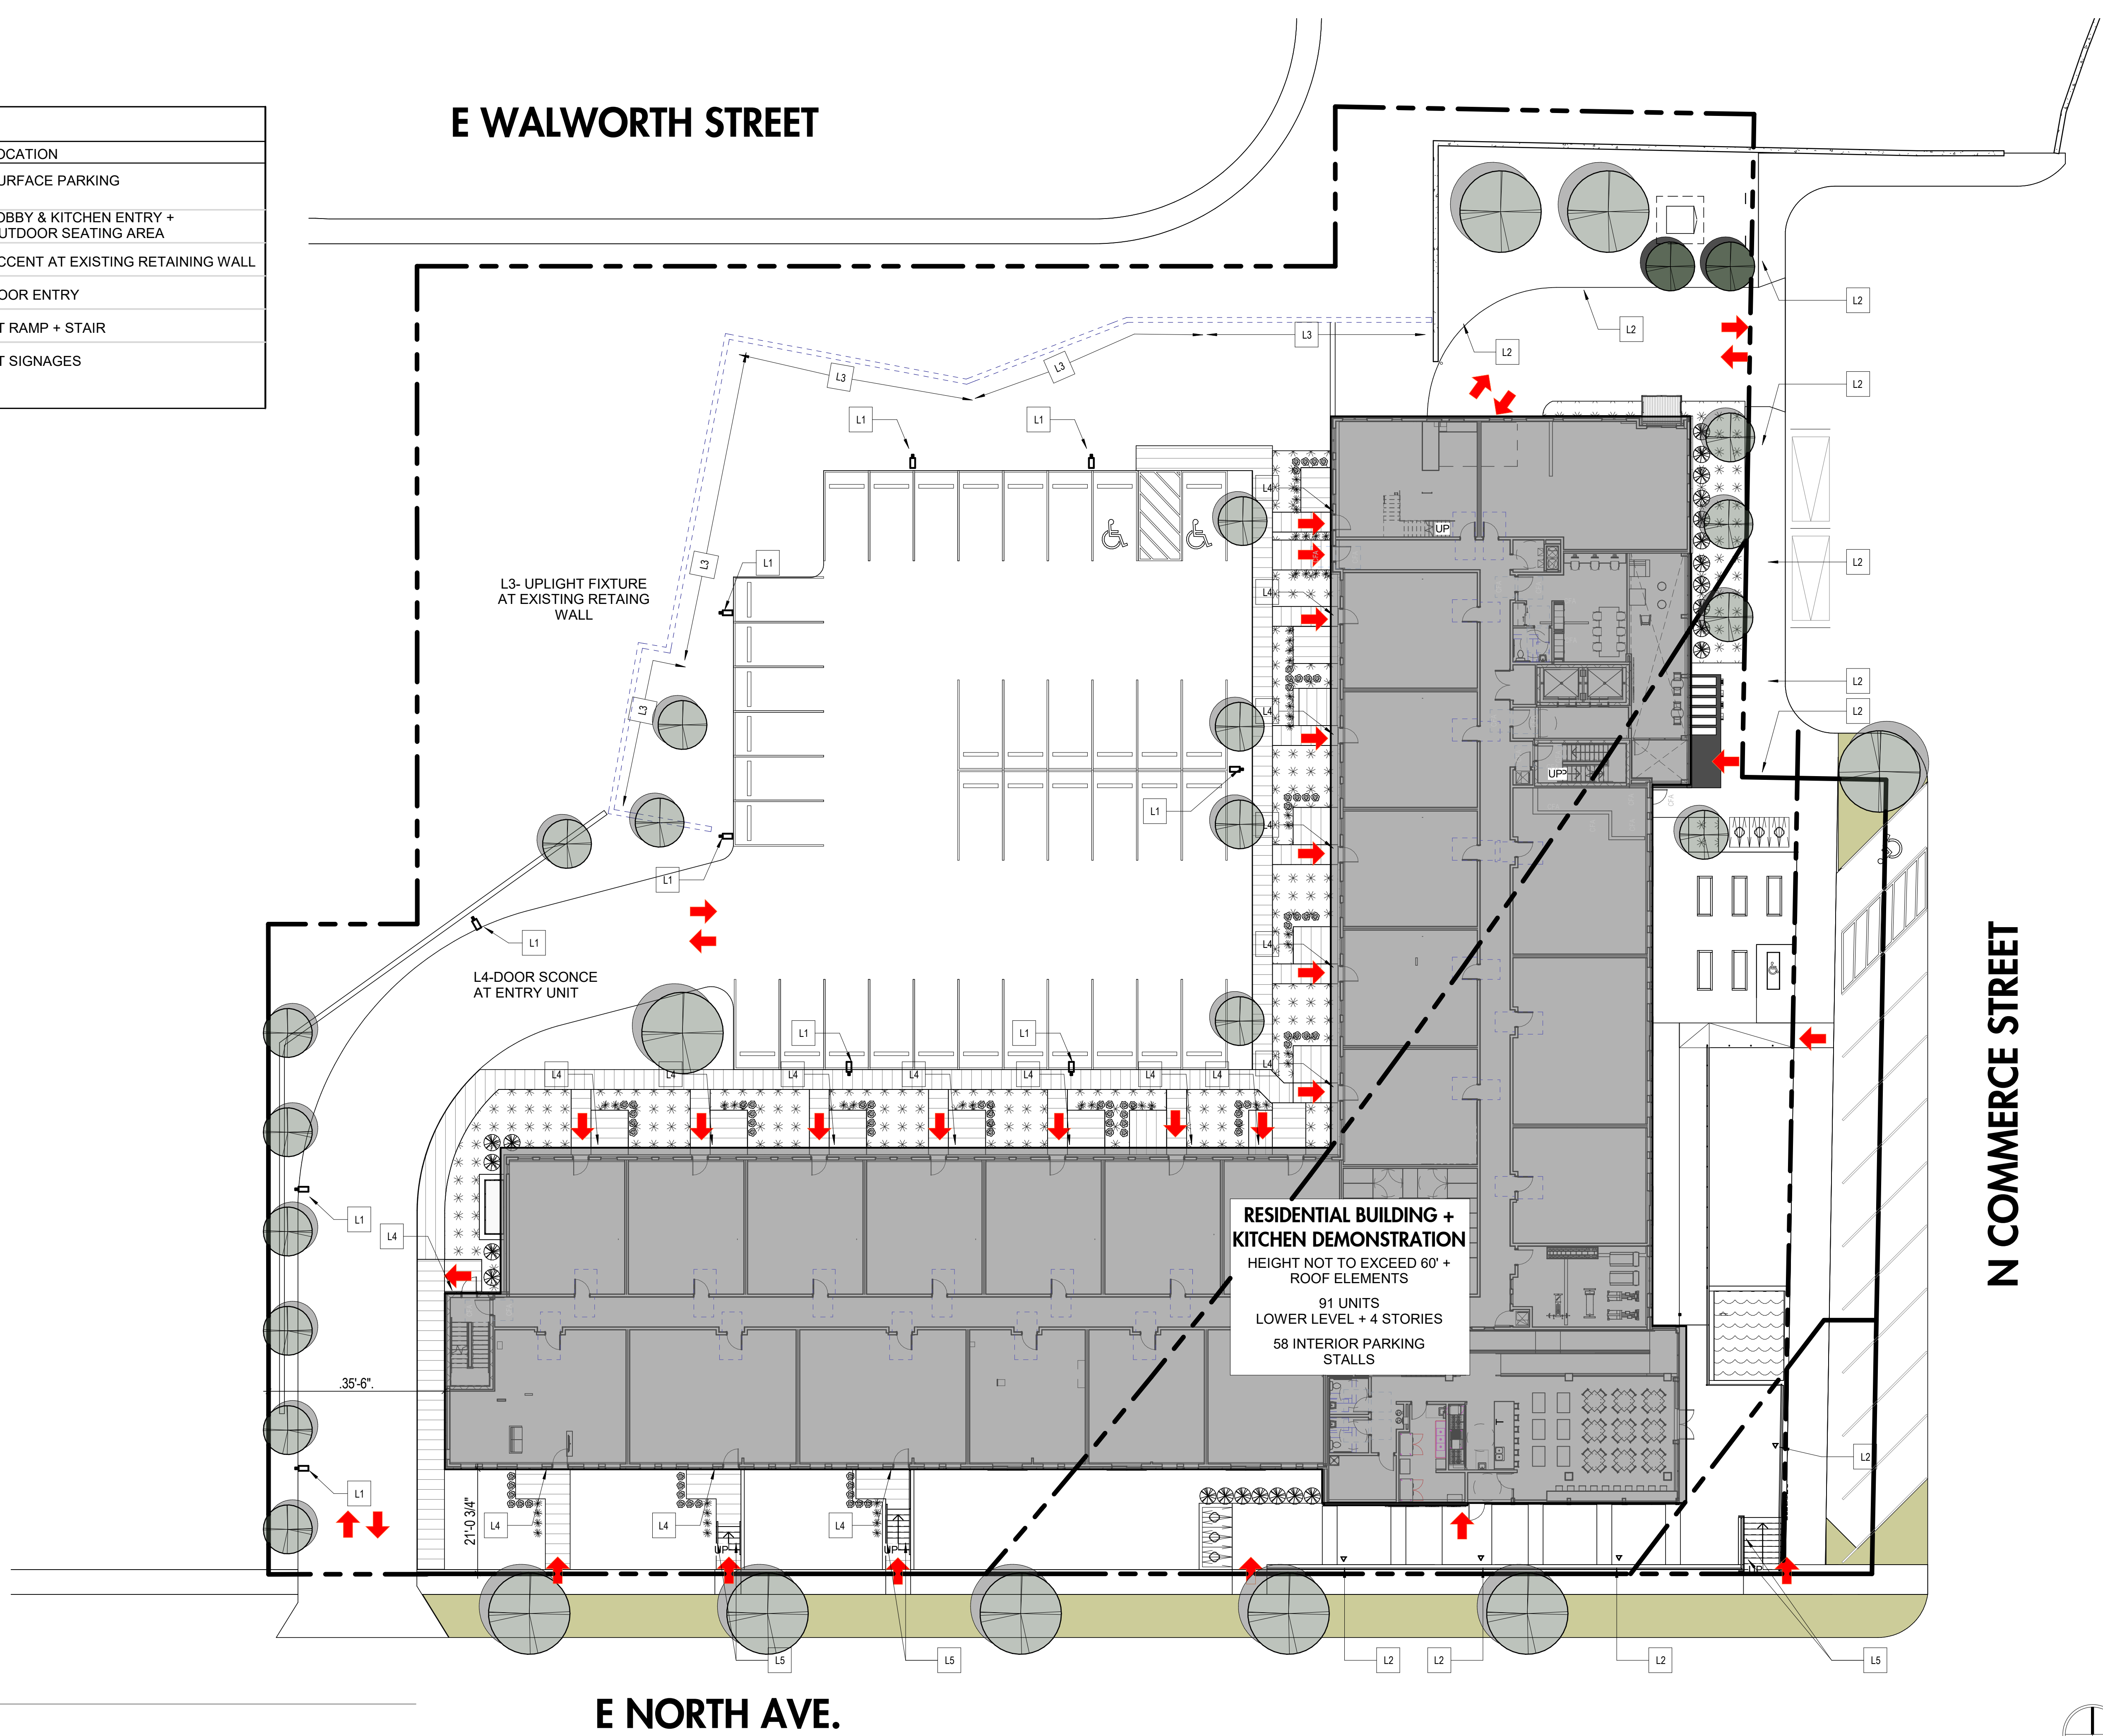 E WALWORTH STREET
OCATION
URFACE PARKING
OBBY & KITCHEN ENTRY +
UTDOOR SEATING AREA
CCENT AT EXISTING RETAINING WALL
OOR ENTRY
T RAMP + STAIR
T SIGNAGES
L2
L2
L2
L2
L2
L2
L2
L3
L3
L3
L3
L3
L1
L1
L1
L1
L1
L1
L1
L1
L1
L1
L3- UPLIGHT FIXTURE
AT EXISTING RETAING
WALL
L4-DOOR SCONCE
AT ENTRY UNIT
L4
L4
L4
L4
L4
L4
L4
L4
L4
L4
L4
L4
L4
L4
UP
UP
N COMMERCE STREET
RESIDENTIAL BUILDING +
KITCHEN DEMONSTRATION
HEIGHT NOT TO EXCEED 60' +
ROOF ELEMENTS
91 UNITS
LOWER LEVEL + 4 STORIES
58 INTERIOR PARKING
STALLS
.35'-6".
21'-0 3/4"
L4
L4
L4
UP
UP
UP
L2
L5
L5
L2
L2
L2
L5
E NORTH AVE.